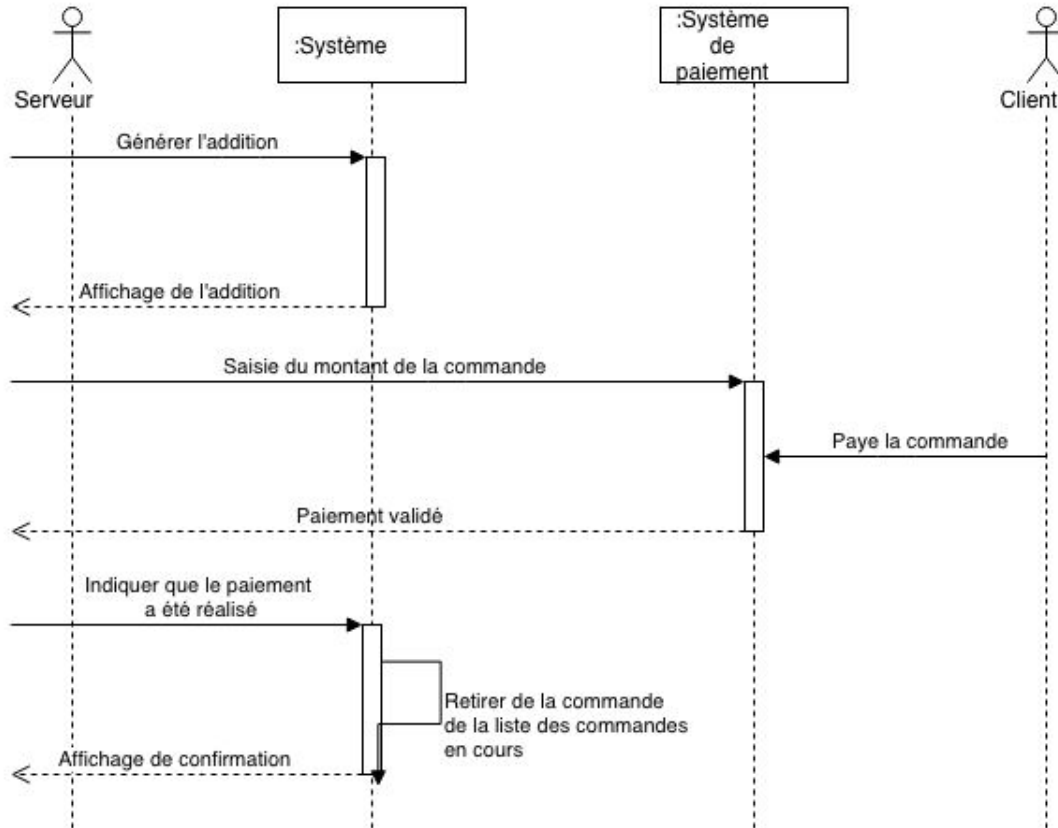 :Système
:Système
de
paiement
Serveur
Client
Générer l'addition
Affichage de l'addition
Saisie du montant de la commande
Paye la commande
Paiement validé
Indiquer que le paiement
a été réalisé
Retirer de la commande
de la liste des commandes
en cours
Affichage de confirmation